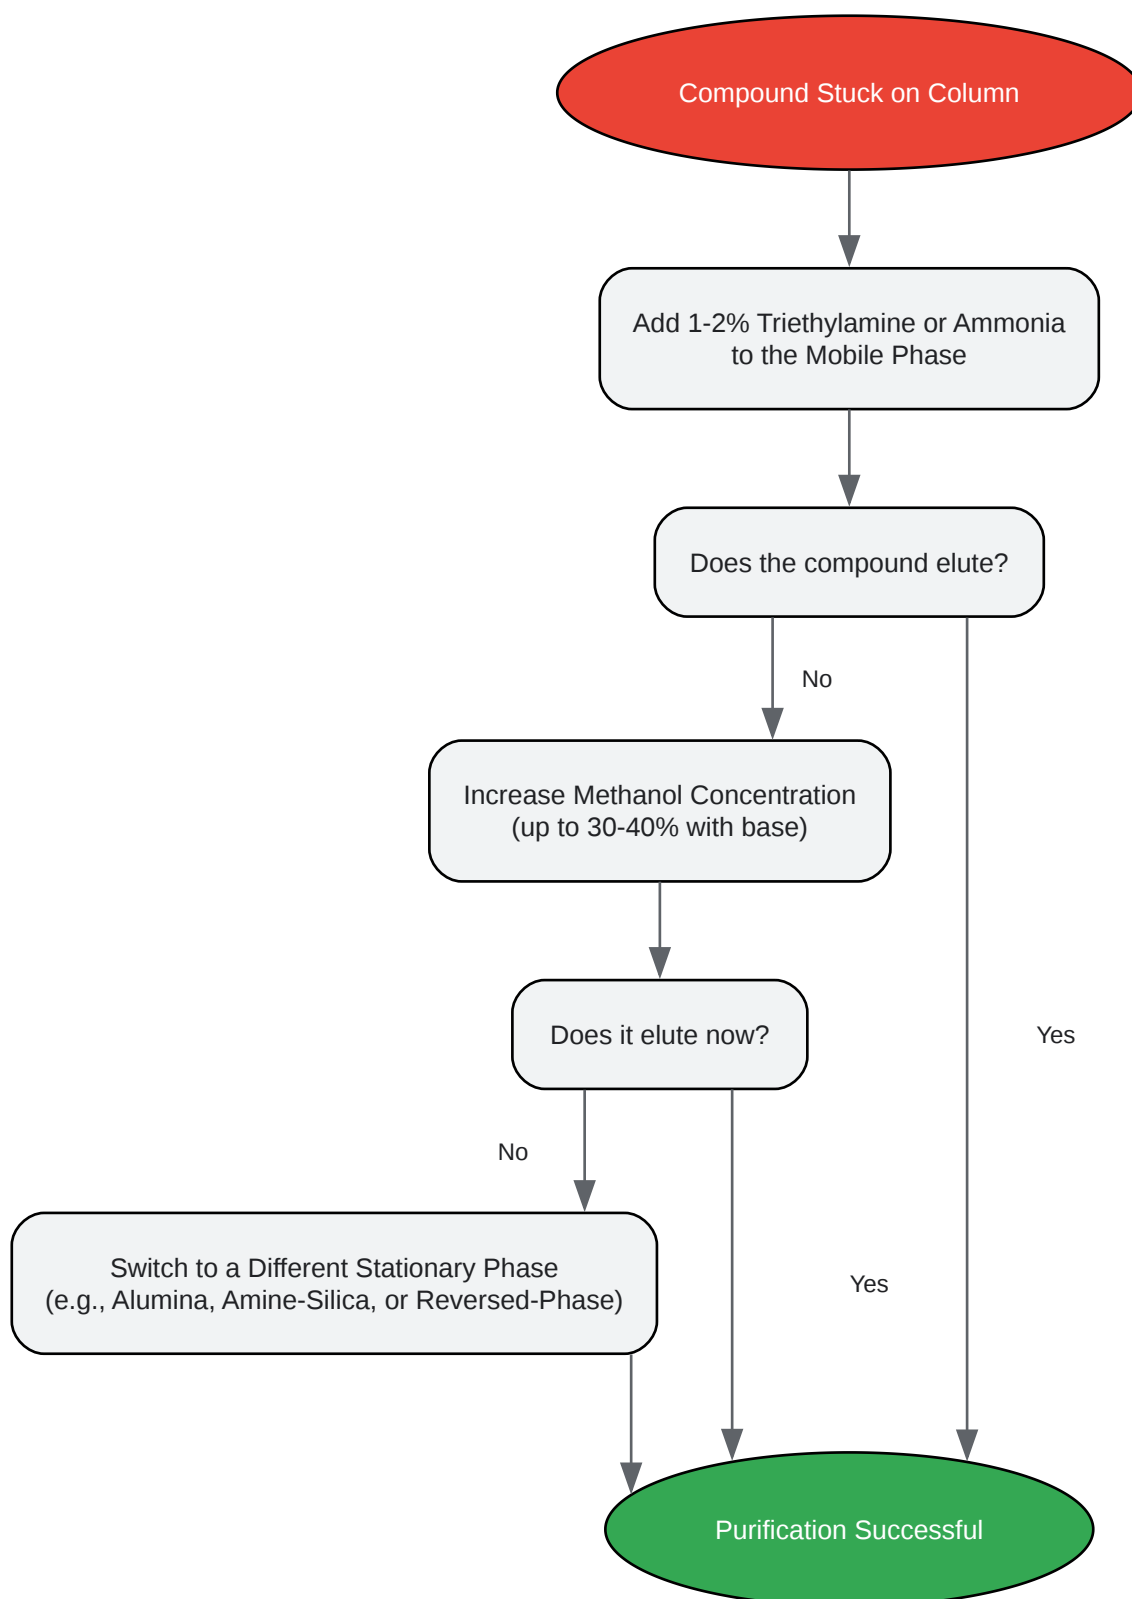 Compound Stuck on Column
Add 1-2% Triethylamine or Ammonia
to the Mobile Phase
Does the compound elute?
No
Increase Methanol Concentration
(up to 30-40% with base)
Does it elute now?
Yes
No
Switch to a Different Stationary Phase
(e.g., Alumina, Amine-Silica, or Reversed-Phase)
Yes
Purification Successful